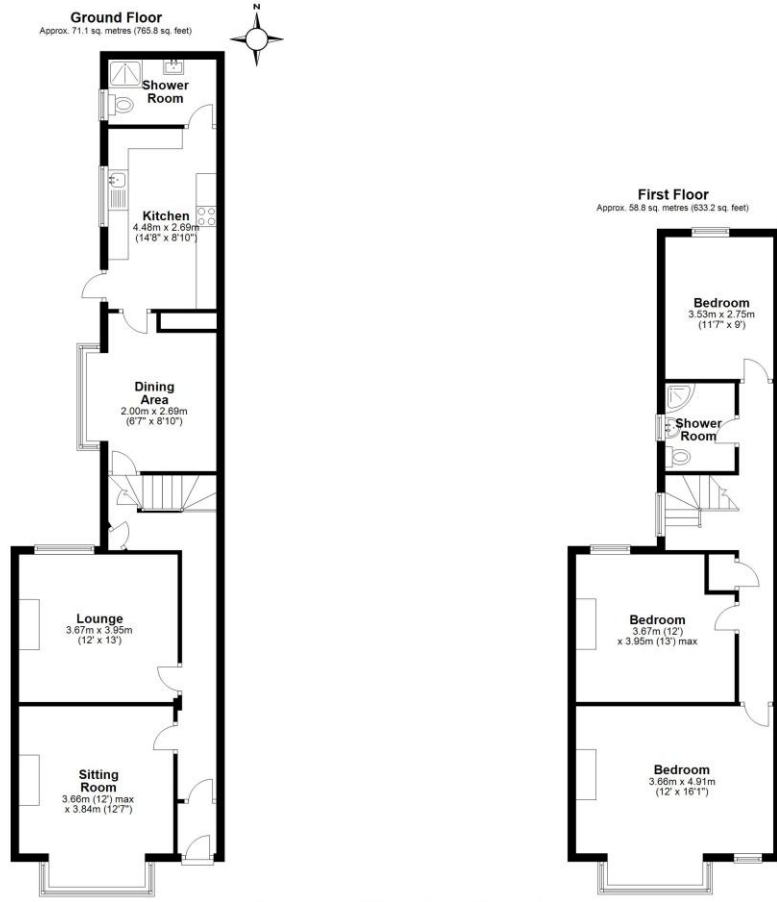 Ground Floor
Approx. 71.1 sq. metres (765.8 sq. feet)
N
Shower
Room
Kitchen
4.48m x 2.69m
(14'8" x 8'10")
Dining
Area
2.00m x 2.69m
(6'7" x 8'10")
Lounge
3.67m x 3.95m
(12' x 13')
Sitting
Room
3.66m (12') max
x 3.84m (12'7")
First Floor
Approx. 58.8 sq. metres (633.2 sq. feet)
Bedroom
3.53m x 2.75m
(11'7" x 9')
Shower
Room
Bedroom
3.67m (12')
x 3.95m (13') max
Bedroom
3.66m x 4.91m
(12' x 16'1")